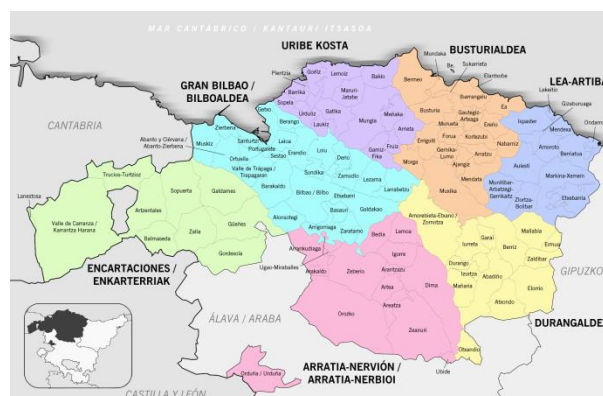 MAR CANTÁBRICO / KANTAURI ITSASOA
URIBE KOSTA
BUSTURIALDEA
GRAN BILBAO /
BILBOALDEA
LEA-ARTIBA
CANTABRIA
Mundaka
Sukarrieta
Elantxobe
Ea
Lekeitio
Gizaburuaga
Mendexa
Ondarro
Plentzia
Gorliz
Lemoiz
Bakio
Bermeo
Barrika
Sopela
Urduliz
Maruri-
Jatabe
Gatika
Mungia
Meñaka
Busturia
Ibarrangelu
Gautegiz-
Arteaga
Ereño
Ispaster
Getxo
Berango
Laukiz
Arrieta
Murueta
Forua
Kortezubi
Nabarniz
Amoroto
Berriatua
Zierbena
Muskiz
Abanto y Ciérvana /
Abanto-Zierbena
Santurtzi
Portugalete
Sestao
Leioa
Erandio
Loiu
Derio
Gamiz-
Fika
Fruiz
Errigoiti
Gernika-
Lumo
Arratzu
Ajangiz
Aulesti
Markina-Xemein
Ortuella
Valle de Trápaga /
Trapagaran
Sondika
Zamudio
Lezama
Morga
Mendata
Muxika
Munitibar-
Arbatzegi-
Gerrikaitz
Ziortza-
Bolibar
Etxebarria
Trucios-Turtzioz
Lanestosa
Sopuerta
Galdames
Barakaldo
Bilbao / Bilbo
Etxebarri
Larrabetzu
Valle de Carranza /
Karrantza Harana
Artzentales
Zalla
Güeñes
Alonsotegi
Basauri
Galdakao
Arrigorriaga
Zaratamo
Amorebieta-Etxano /
Zornotza
Balmaseda
Gordexola
Bedia
Lemoa
Iurreta
Garai
Berriz
Mallabia
Ermua
Zaldibar
Arrankudiaga
Ugao-Miraballes
Arakaldo
Igorre
Zeberio
Arantzazu
Durango
Izurtza
Abadiño
Mañaria
Elorrio
Atxondo
ENCARTACIONES /
ENKARTERRIAK
Artea
Dima
Areatza
Orozko
Zeanuri
GIPUZKO
ÁLAVA / ARABA
Otxandio
Ubide
DURANGALDE
Orduña / Urduña
ARRATIA-NERVIÓN /
ARRATIA-NERBIOI
CASTILLA Y LEÓN